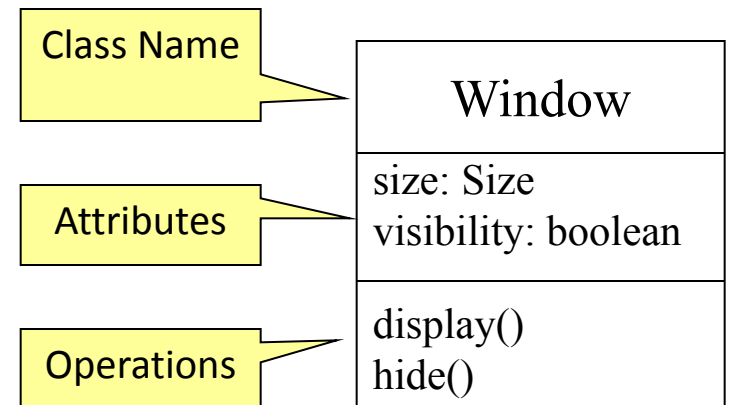 Class Name
Window
Attributes
size: Size
visibility: boolean
Operations
display()
hide()